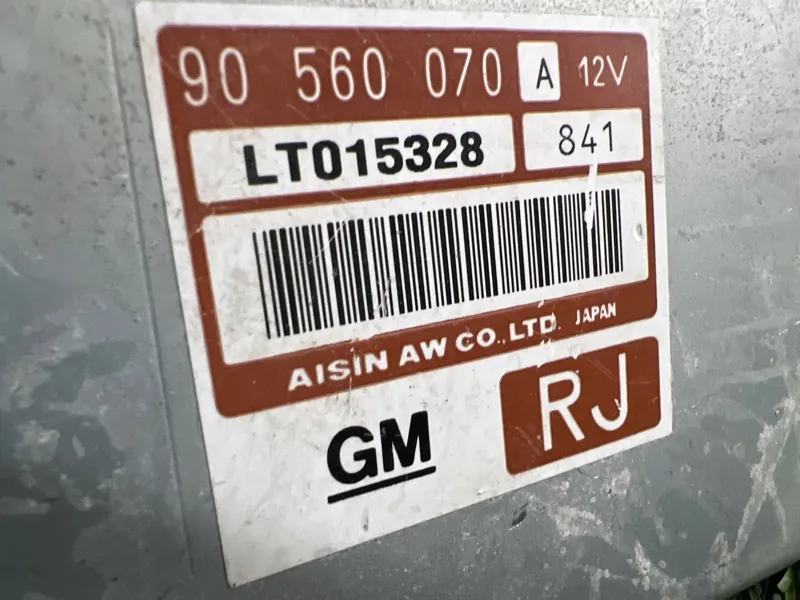 90 560 070 A 12V
LT015328 841
AISIN AW CO.,LTD. JAPAN
GM RJ